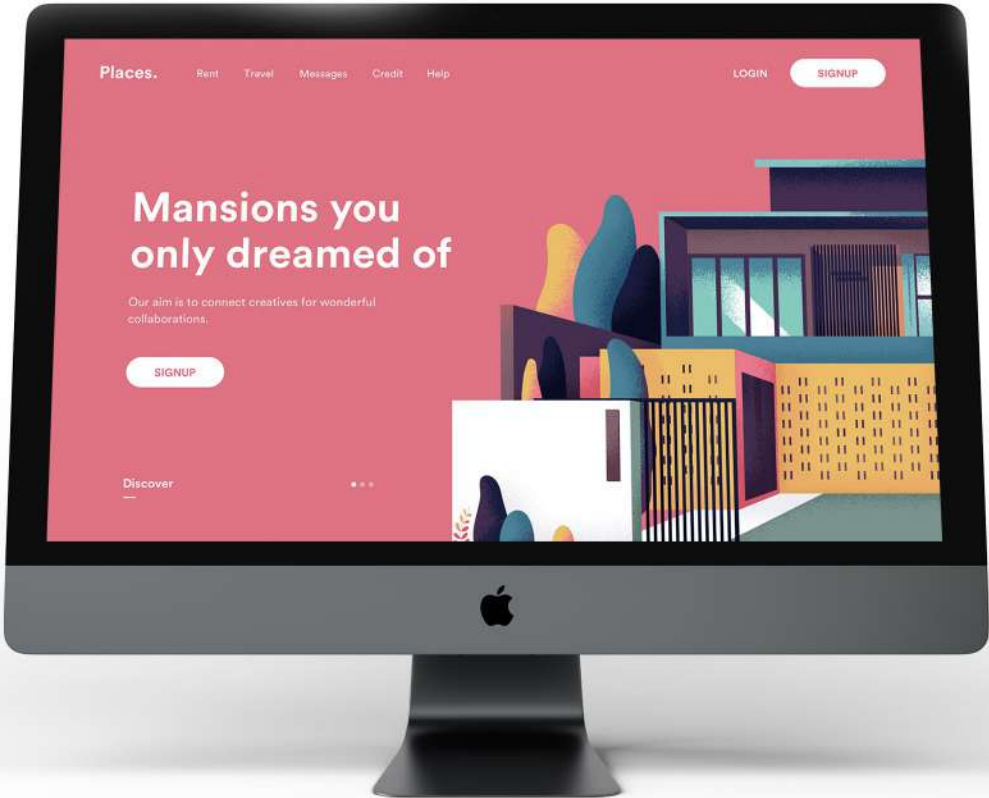 Places. Rent Travel Messages Credit Help LOGIN SIGNUP
Mansions you
only dreamed of
Our aim is to connect creatives for wonderful
collaborations.
SIGNUP
Discover